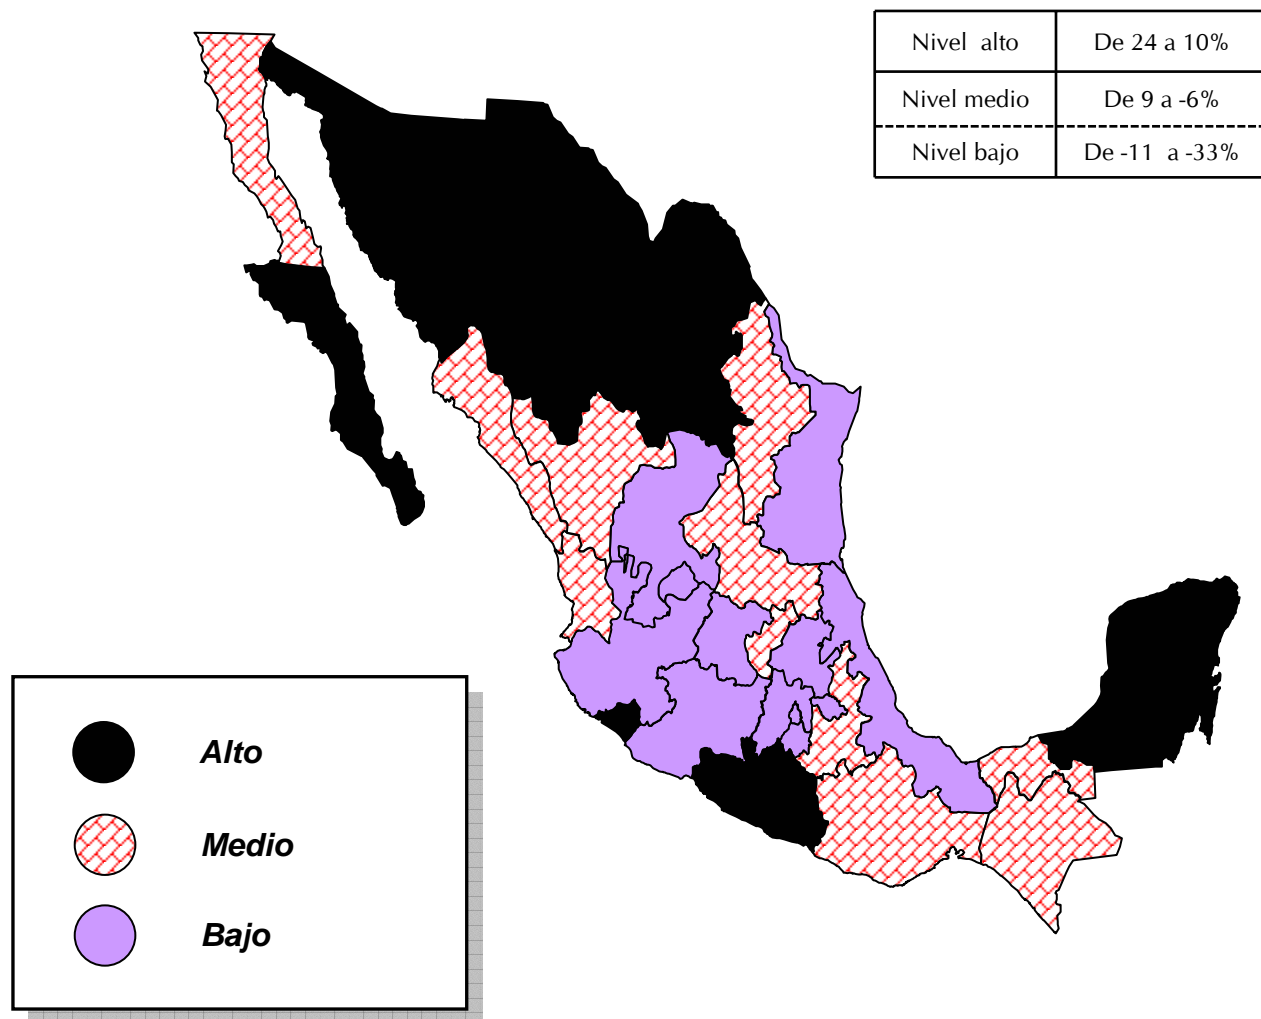 Nivel alto De 24 a 10%
Nivel medio De 9 a -6%
Nivel bajo De -11 a -33%
Alto
Medio
Bajo